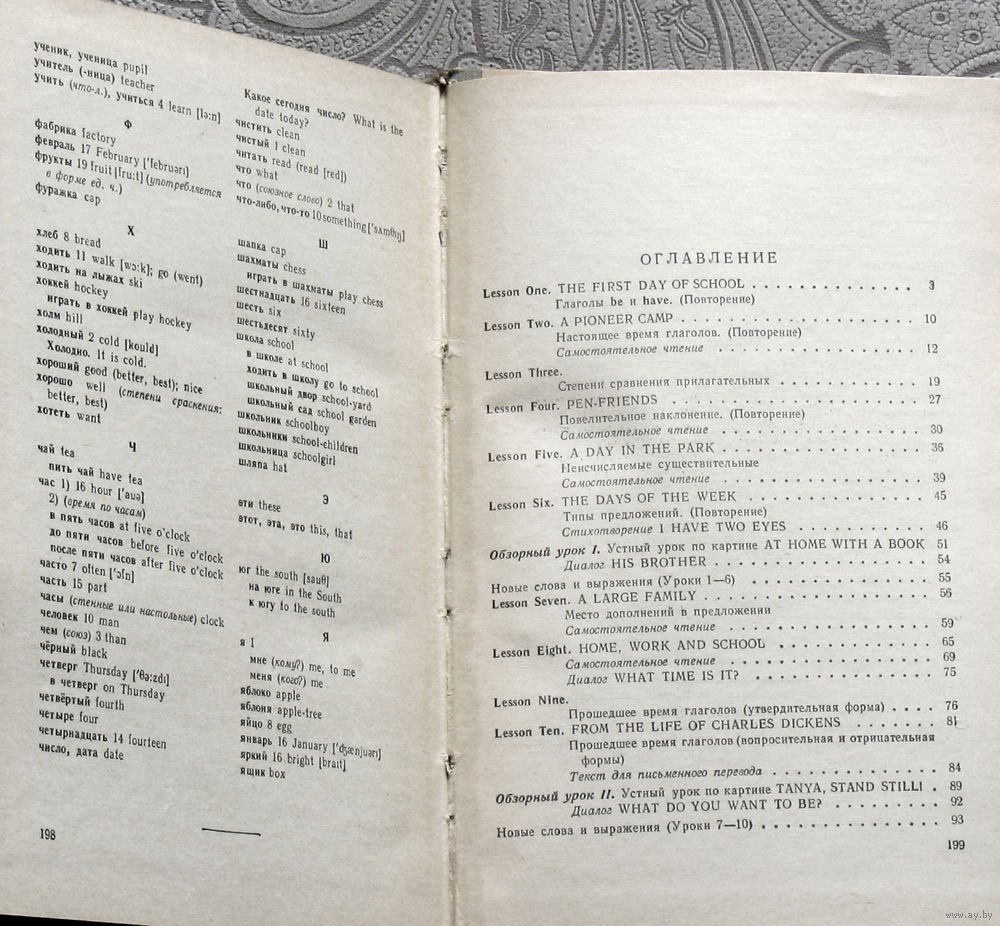 ученик, ученица pupil
учитель (-ница) teacher
учить (что-л.), учиться 4 learn [lə:n]
Ф
фабрика factory
февраль 17 February ['februərı]
фрукты 19 fruit [fru:t] (употребляется
в форме ед. ч.)
фуражка cap
Х
хлеб 8 bread
ходить 11 walk [wɔ:k]; go (went)
ходить на лыжах ski
хоккей hockey
играть в хоккей play hockey
холм hill
холодный 2 cold [kould]
Холодно. It is cold.
хороший good (better, best); nice
хорошо well (степени сраскения:
better, best)
хотеть want
Ч
чай tea
пить чай have tea
час 1) 16 hour ['auə]
2) (время по часам)
в пять часов at five o'clock
до пяти часов before five o'clock
после пяти часов after five o'clock
часто 7 often ['ɔfn]
часть 15 part
часы (стенные или настольные) clock
человек 10 man
чем (союз) 3 than
чёрный black
четверг Thursday ['θə:zdı]
в четверг on Thursday
четвёртый fourth
четыре four
четырнадцать 14 fourteen
число, дата date
Какое сегодня число? What is the
date today?
чистить clean
чистый 1 clean
читать read (read [red])
что what
что (союзное слово) 2 that
что-либо, что-то 10 something ['sʌmθıŋ]
Ш
шапка cap
шахматы chess
играть в шахматы play chess
шестнадцать 16 sixteen
шесть six
шестьдесят sixty
школа school
в школе at school
ходить в школу go to school
школьный двор school-yard
школьный сад school garden
школьник schoolboy
школьники school-children
школьница schoolgirl
шляпа hat
Э
эти these
этот, эта, это this, that
Ю
юг the south [sauθ]
на юге in the South
к югу to the south
Я
я I
мне (кому?) me, to me
меня (кого?) me
яблоко apple
яблоня apple-tree
яйцо 8 egg
январь 16 January ['ʤænjuərı]
яркий 16 bright [braıt]
ящик box
198
ОГЛАВЛЕНИЕ
Lesson One. THE FIRST DAY OF SCHOOL . . . . . . . . . . . . . . 3
Глаголы be и have. (Повторение)
Lesson Two. A PIONEER CAMP . . . . . . . . . . . . . . . . . . 10
Настоящее время глаголов. (Повторение)
Самостоятельное чтение . . . . . . . . . . . . . . 12
Lesson Three.
Степени сравнения прилагательных . . . . . . . . . . 19
Lesson Four. PEN-FRIENDS . . . . . . . . . . . . . . . . . . . 27
Повелительное наклонение. (Повторение)
Самостоятельное чтение . . . . . . . . . . . . . . 30
Lesson Five. A DAY IN THE PARK . . . . . . . . . . . . . . . . 36
Неисчисляемые существительные
Самостоятельное чтение . . . . . . . . . . . . . . 39
Lesson Six. THE DAYS OF THE WEEK . . . . . . . . . . . . . . 45
Типы предложений. (Повторение)
Стихотворение I HAVE TWO EYES . . . . . . . . . 46
Обзорный урок I. Устный урок по картине AT HOME WITH A BOOK 51
Диалог HIS BROTHER . . . . . . . . . . . . . . . 54
Новые слова и выражения (Уроки 1—6) . . . . . . . . . . . . 55
Lesson Seven. A LARGE FAMILY . . . . . . . . . . . . . . . . . 56
Место дополнений в предложении
Самостоятельное чтение . . . . . . . . . . . . . . 59
Lesson Eight. HOME, WORK AND SCHOOL . . . . . . . . . . . . 65
Самостоятельное чтение . . . . . . . . . . . . . . 69
Диалог WHAT TIME IS IT? . . . . . . . . . . . . . 75
Lesson Nine.
Прошедшее время глаголов (утвердительная форма) . . . . 76
Lesson Ten. FROM THE LIFE OF CHARLES DICKENS . . . . . . . 81
Прошедшее время глаголов (вопросительная и отрицательная
формы)
Текст для письменного перевода . . . . . . . . . . . 84
Обзорный урок II. Устный урок по картине TANYA, STAND STILL! . 89
Диалог WHAT DO YOU WANT TO BE? . . . . . . . . . 92
Новые слова и выражения (Уроки 7—10) . . . . . . . . . . . . 93
199
www.ay.by